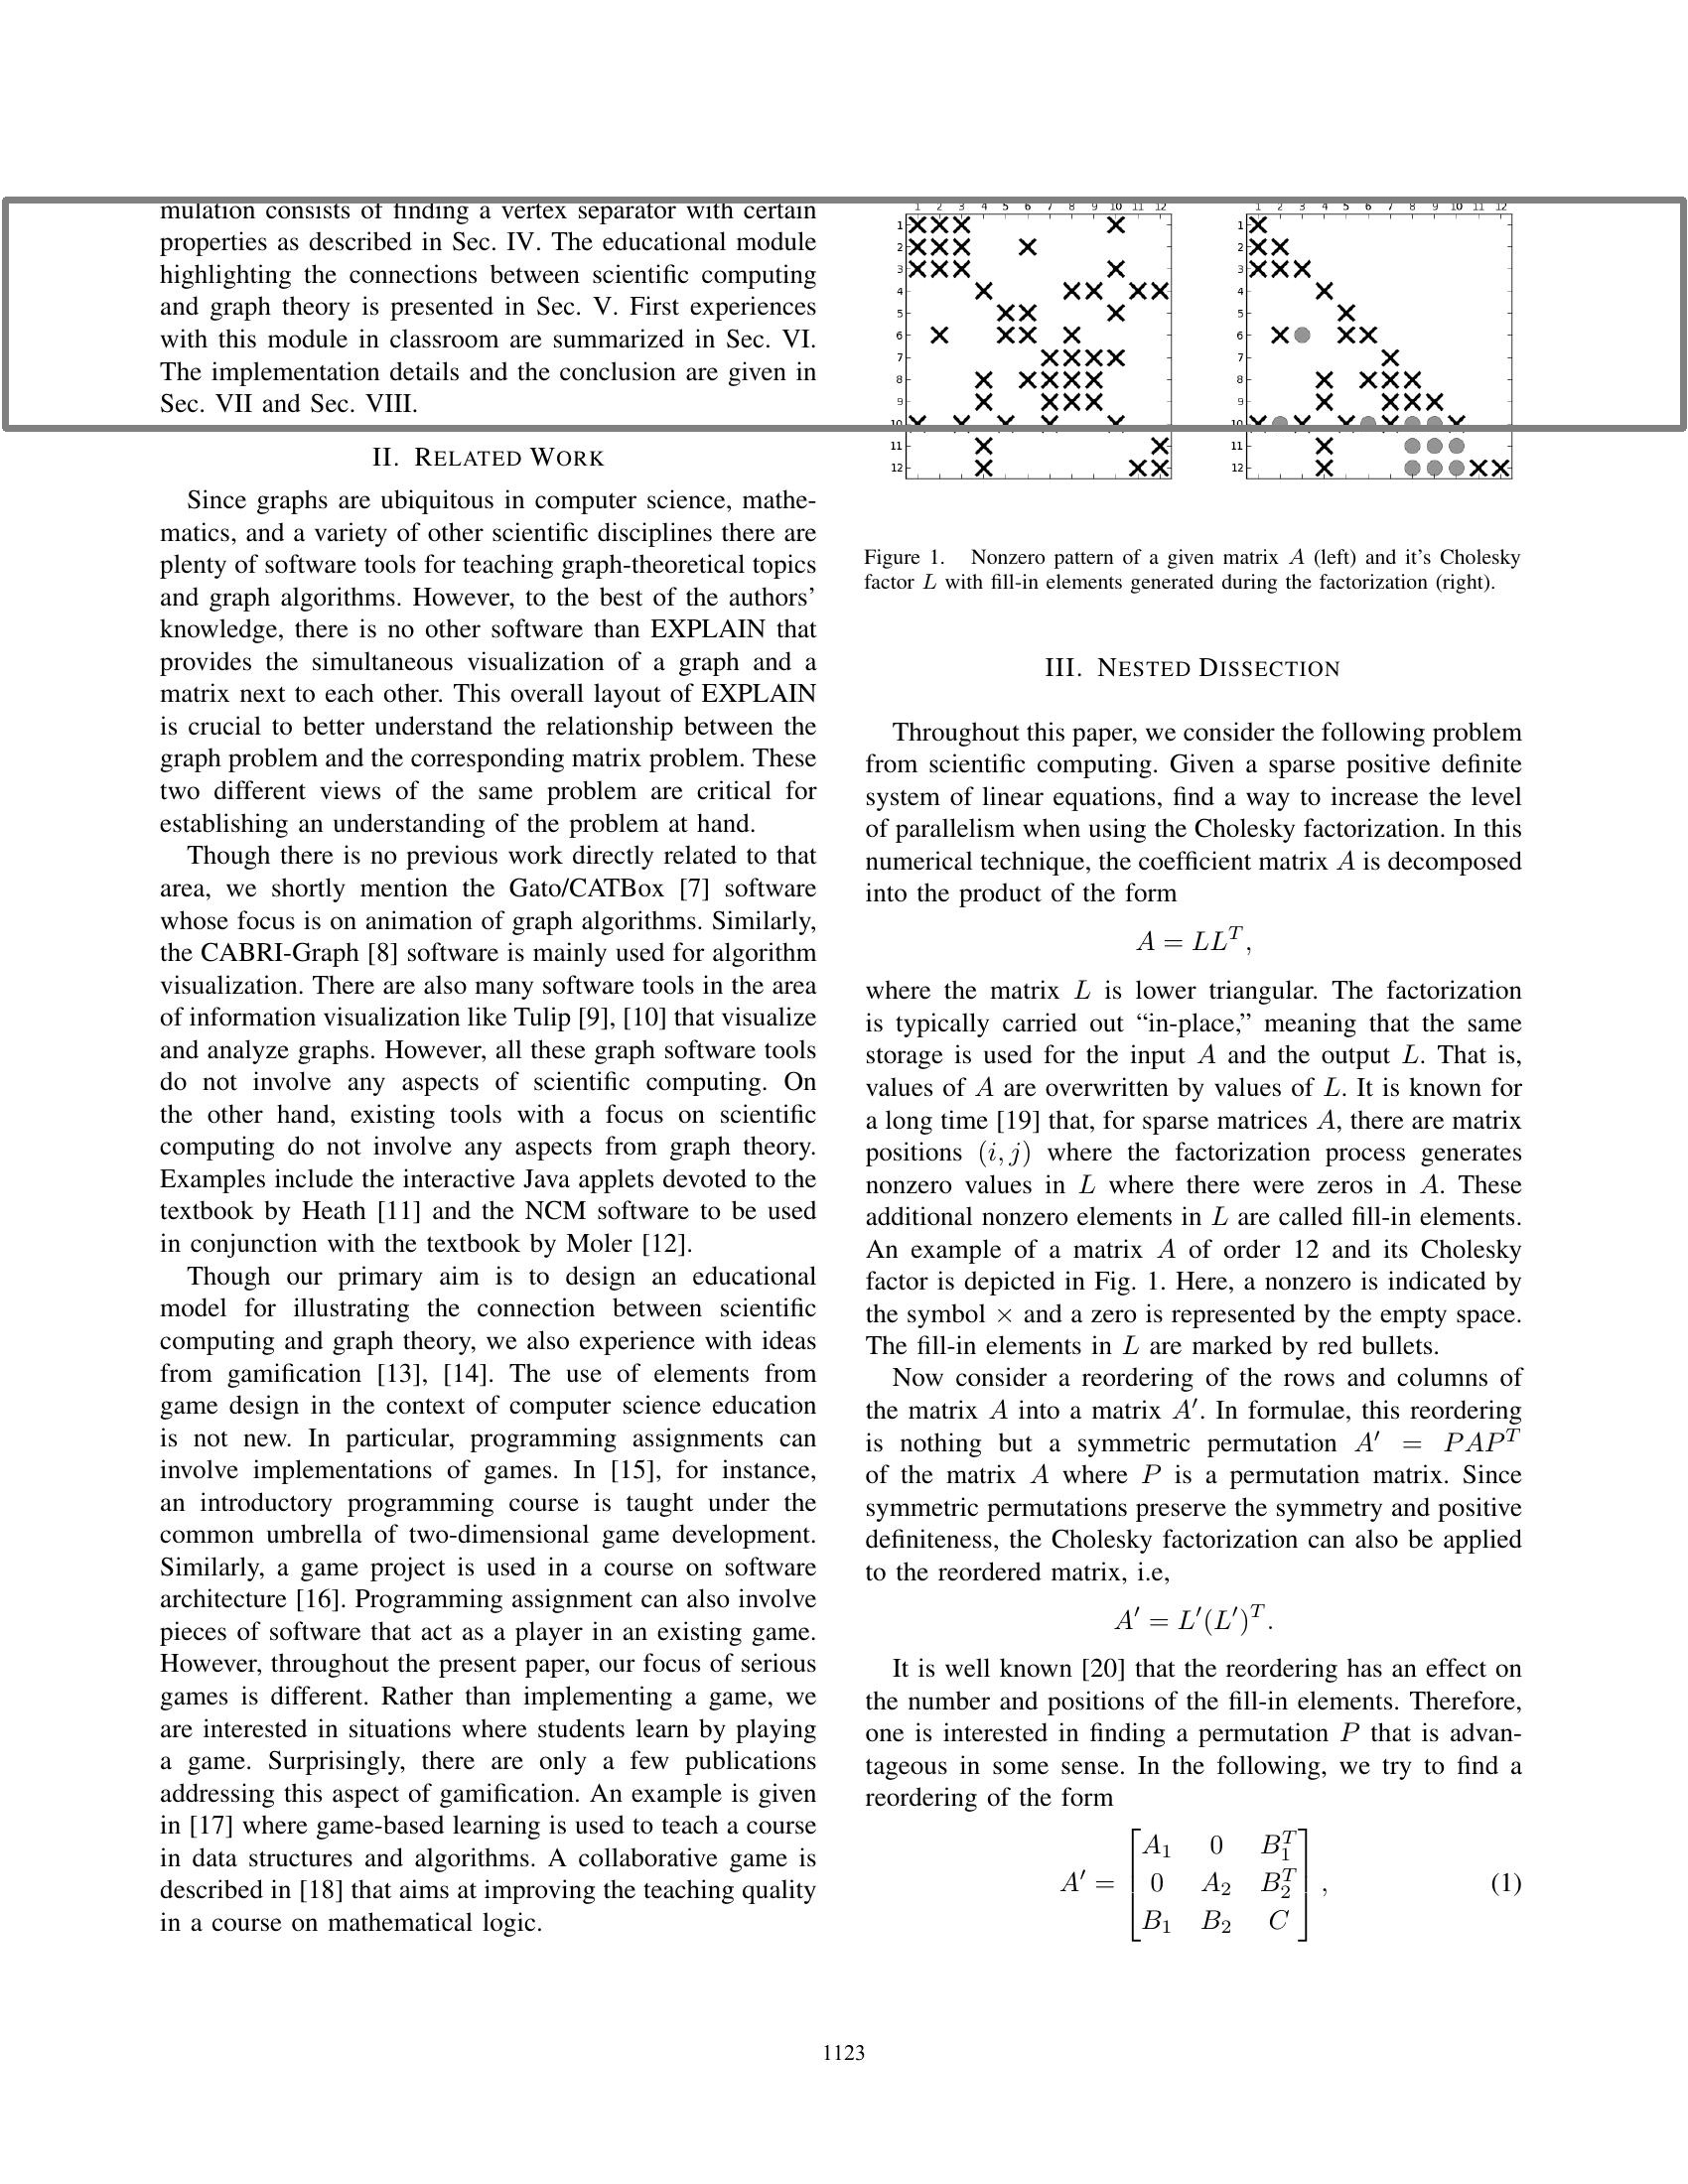 mulation consists of finding a vertex separator with certain
properties as described in Sec. IV. The educational module
highlighting the connections between scientific computing
and graph theory is presented in Sec. V. First experiences
with this module in classroom are summarized in Sec. VI.
The implementation details and the conclusion are given in
Sec. VII and Sec. VIII.
II. RELATED WORK
Since graphs are ubiquitous in computer science, mathe-
matics, and a variety of other scientific disciplines there are
plenty of software tools for teaching graph-theoretical topics
and graph algorithms. However, to the best of the authors'
knowledge, there is no other software than EXPLAIN that
provides the simultaneous visualization of a graph and a
matrix next to each other. This overall layout of EXPLAIN
is crucial to better understand the relationship between the
graph problem and the corresponding matrix problem. These
two different views of the same problem are critical for
establishing an understanding of the problem at hand.
Though there is no previous work directly related to that
area, we shortly mention the Gato/CATBox [7] software
whose focus is on animation of graph algorithms. Similarly,
the CABRI-Graph [8] software is mainly used for algorithm
visualization. There are also many software tools in the area
of information visualization like Tulip [9], [10] that visualize
and analyze graphs. However, all these graph software tools
do not involve any aspects of scientific computing. On
the other hand, existing tools with a focus on scientific
computing do not involve any aspects from graph theory.
Examples include the interactive Java applets devoted to the
textbook by Heath [11] and the NCM software to be used
in conjunction with the textbook by Moler [12].
Though our primary aim is to design an educational
model for illustrating the connection between scientific
computing and graph theory, we also experience with ideas
from gamification [13], [14]. The use of elements from
game design in the context of computer science education
is not new. In particular, programming assignments can
involve implementations of games. In [15], for instance,
an introductory programming course is taught under the
common umbrella of two-dimensional game development.
Similarly, a game project is used in a course on software
architecture [16]. Programming assignment can also involve
pieces of software that act as a player in an existing game.
However, throughout the present paper, our focus of serious
games is different. Rather than implementing a game, we
are interested in situations where students learn by playing
a game. Surprisingly, there are only a few publications
addressing this aspect of gamification. An example is given
in [17] where game-based learning is used to teach a course
in data structures and algorithms. A collaborative game is
described in [18] that aims at improving the teaching quality
in a course on mathematical logic.
1 2 3 4 5 6 7 8 9 10 11 12
1
2
3
4
5
6
7
8
9
10
11
12
1 2 3 4 5 6 7 8 9 10 11 12
1
2
3
4
5
6
7
8
9
10
11
12
Figure 1. Nonzero pattern of a given matrix A (left) and it's Cholesky
factor L with fill-in elements generated during the factorization (right).
III. NESTED DISSECTION
Throughout this paper, we consider the following problem
from scientific computing. Given a sparse positive definite
system of linear equations, find a way to increase the level
of parallelism when using the Cholesky factorization. In this
numerical technique, the coefficient matrix A is decomposed
into the product of the form
A = LL^T,
where the matrix L is lower triangular. The factorization
is typically carried out “in-place,” meaning that the same
storage is used for the input A and the output L. That is,
values of A are overwritten by values of L. It is known for
a long time [19] that, for sparse matrices A, there are matrix
positions (i, j) where the factorization process generates
nonzero values in L where there were zeros in A. These
additional nonzero elements in L are called fill-in elements.
An example of a matrix A of order 12 and its Cholesky
factor is depicted in Fig. 1. Here, a nonzero is indicated by
the symbol × and a zero is represented by the empty space.
The fill-in elements in L are marked by red bullets.
Now consider a reordering of the rows and columns of
the matrix A into a matrix A′. In formulae, this reordering
is nothing but a symmetric permutation A′ = PAP^T
of the matrix A where P is a permutation matrix. Since
symmetric permutations preserve the symmetry and positive
definiteness, the Cholesky factorization can also be applied
to the reordered matrix, i.e,
A′ = L′(L′)^T.
It is well known [20] that the reordering has an effect on
the number and positions of the fill-in elements. Therefore,
one is interested in finding a permutation P that is advan-
tageous in some sense. In the following, we try to find a
reordering of the form
A_1 0 B_1^T
A′ = 0 A_2 B_2^T , (1)
B_1 B_2 C
1123